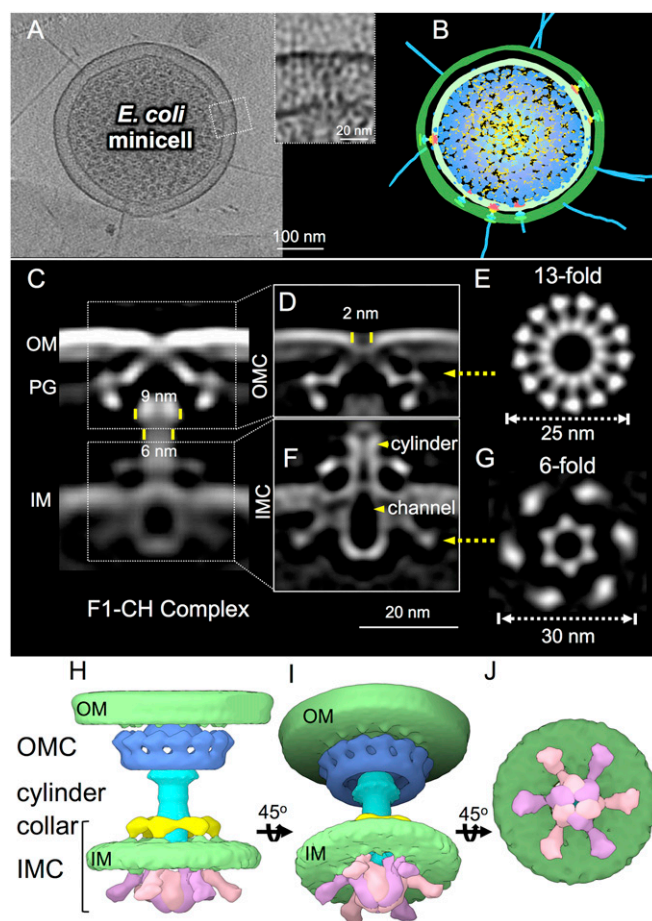 A
E. coli
minicell
20 nm
100 nm
B
C
OM
PG
9 nm
6 nm
IM
F1-CH Complex
D
2 nm
OMC
E
13-fold
25 nm
F
cylinder
channel
IMC
20 nm
G
6-fold
30 nm
H
OM
OMC
cylinder
collar
IMC
IM
45º
I
OM
IM
45º
J